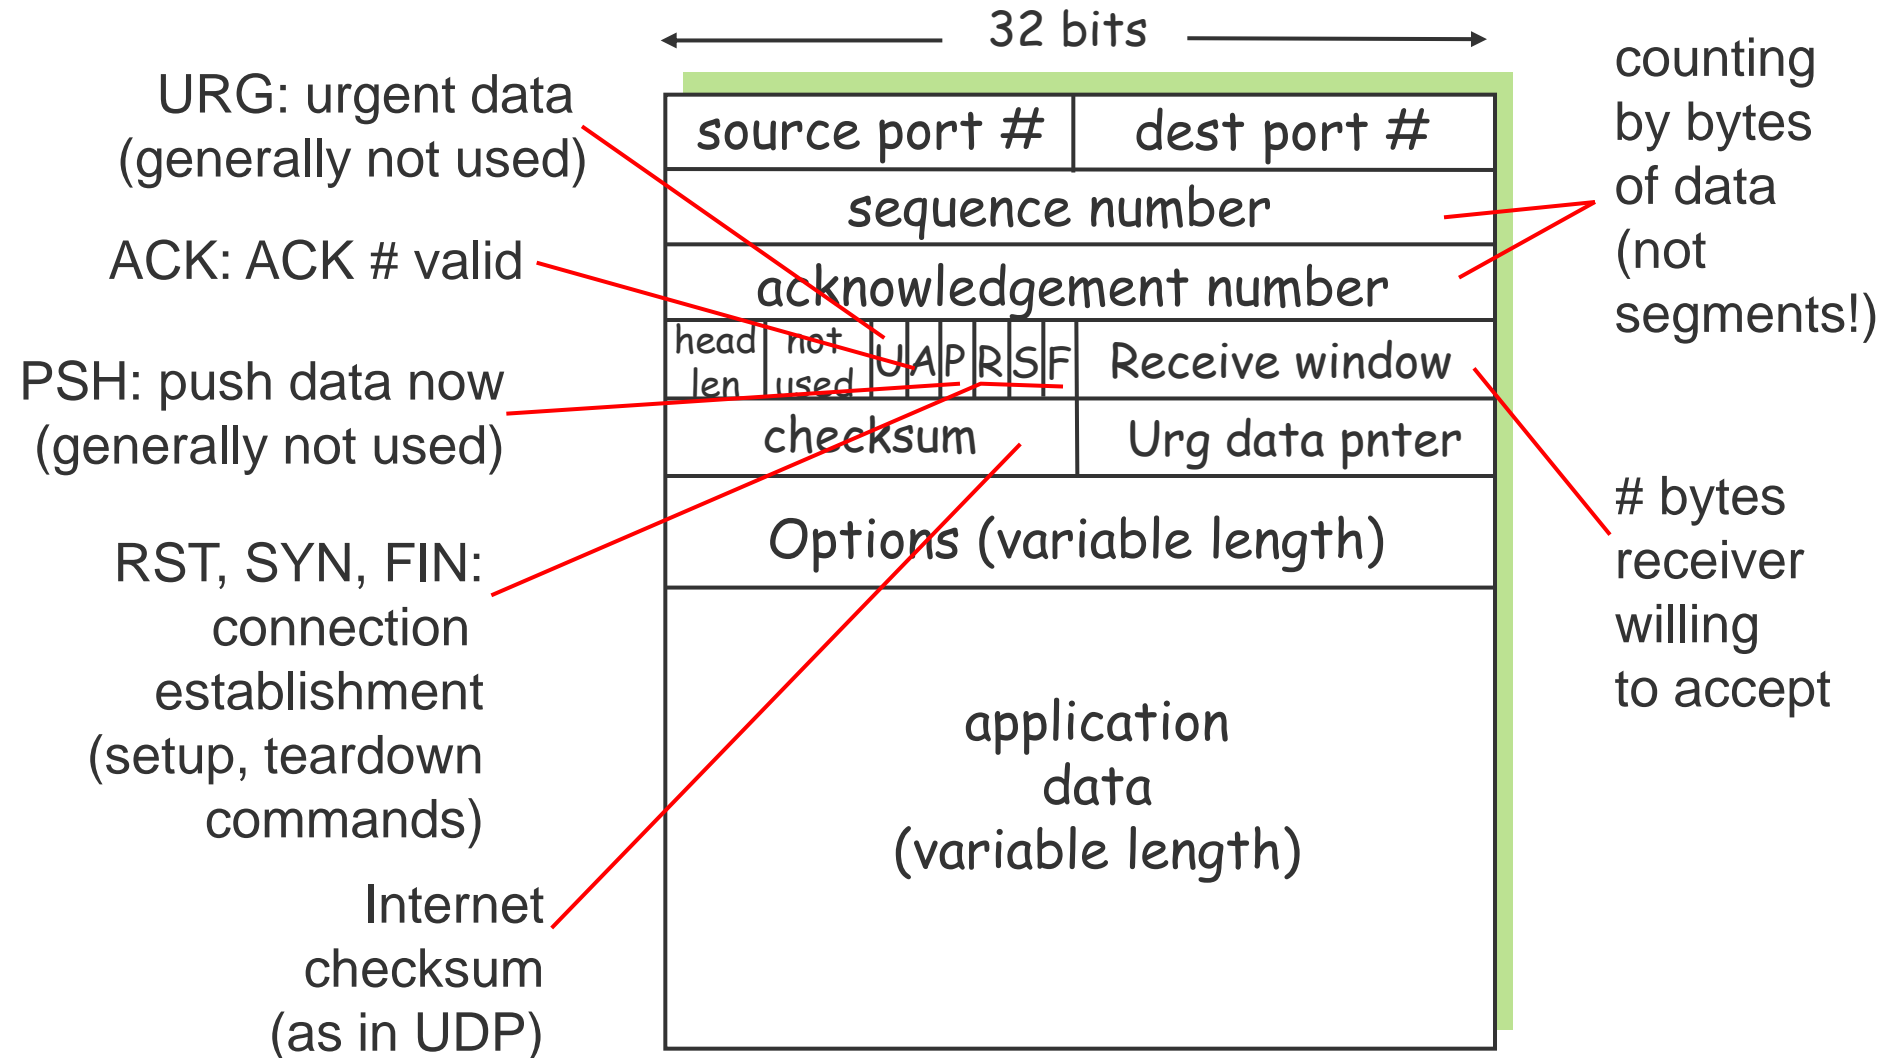 32 bits
URG: urgent data
(generally not used)
ACK: ACK # valid
PSH: push data now
(generally not used)
RST, SYN, FIN:
connection
establishment
(setup, teardown
commands)
Internet
checksum
(as in UDP)
source port #
dest port #
sequence number
acknowledgement number
head
len
not
used
U
A
P
R
S
F
Receive window
checksum
Urg data pnter
Options (variable length)
application
data
(variable length)
counting
by bytes
of data
(not
segments!)
# bytes
receiver
willing
to accept